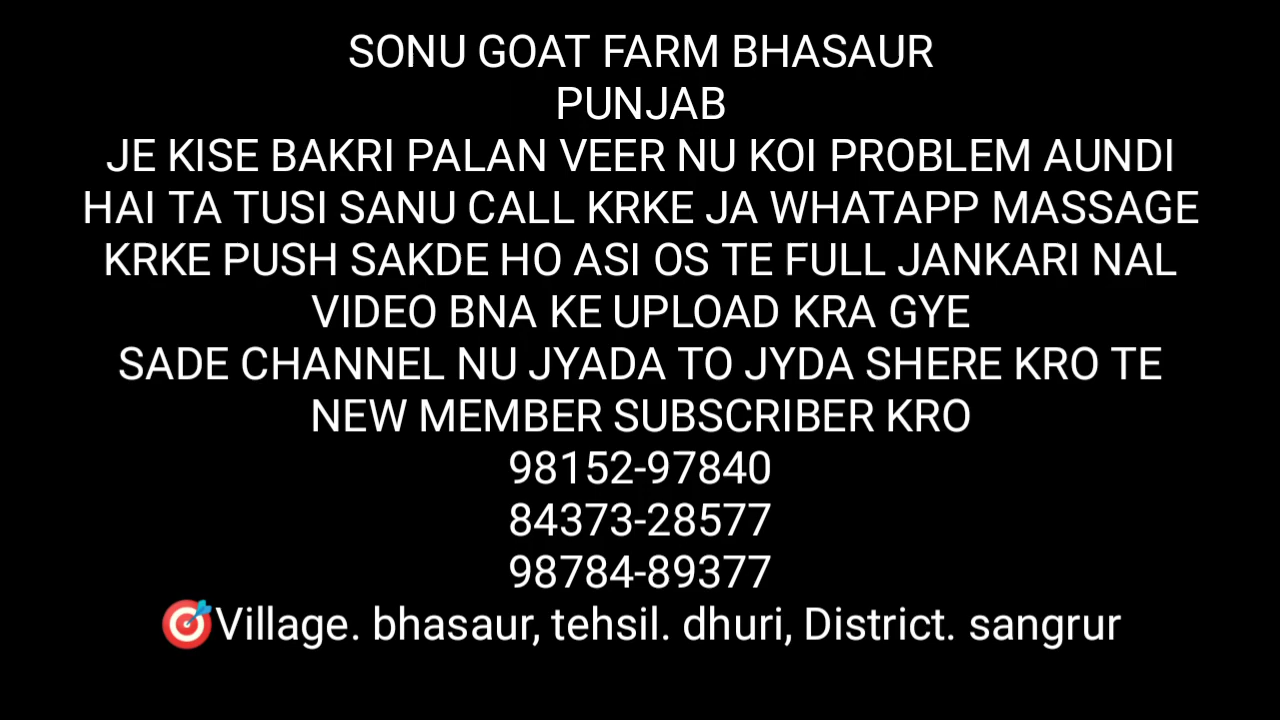 SONU GOAT FARM BHASAUR
PUNJAB
JE KISE BAKRI PALAN VEER NU KOI PROBLEM AUNDI
HAI TA TUSI SANU CALL KRKE JA WHATAPP MASSAGE
KRKE PUSH SAKDE HO ASI OS TE FULL JANKARI NAL
VIDEO BNA KE UPLOAD KRA GYE
SADE CHANNEL NU JYADA TO JYDA SHERE KRO TE
NEW MEMBER SUBSCRIBER KRO
98152-97840
84373-28577
98784-89377
🎯Village. bhasaur, tehsil. dhuri, District. sangrur